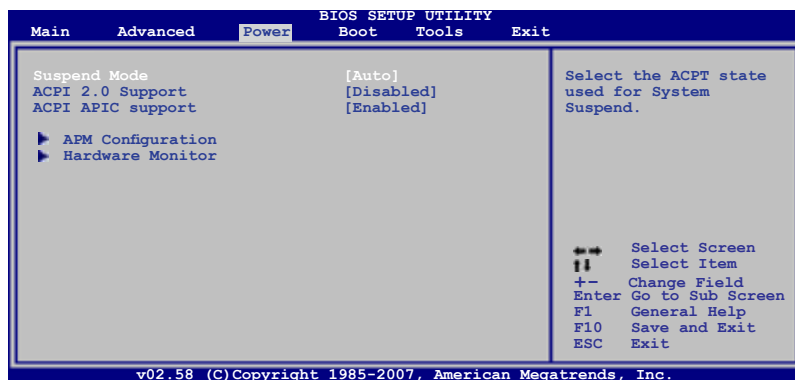 BIOS SETUP UTILITY
Main Advanced Power Boot Tools Exit
Suspend Mode [Auto]
ACPI 2.0 Support [Disabled]
ACPI APIC support [Enabled]
APM Configuration
Hardware Monitor
Select the ACPT state
used for System
Suspend.
Select Screen
Select Item
+- Change Field
Enter Go to Sub Screen
F1 General Help
F10 Save and Exit
ESC Exit
v02.58 (C)Copyright 1985-2007, American Megatrends, Inc.